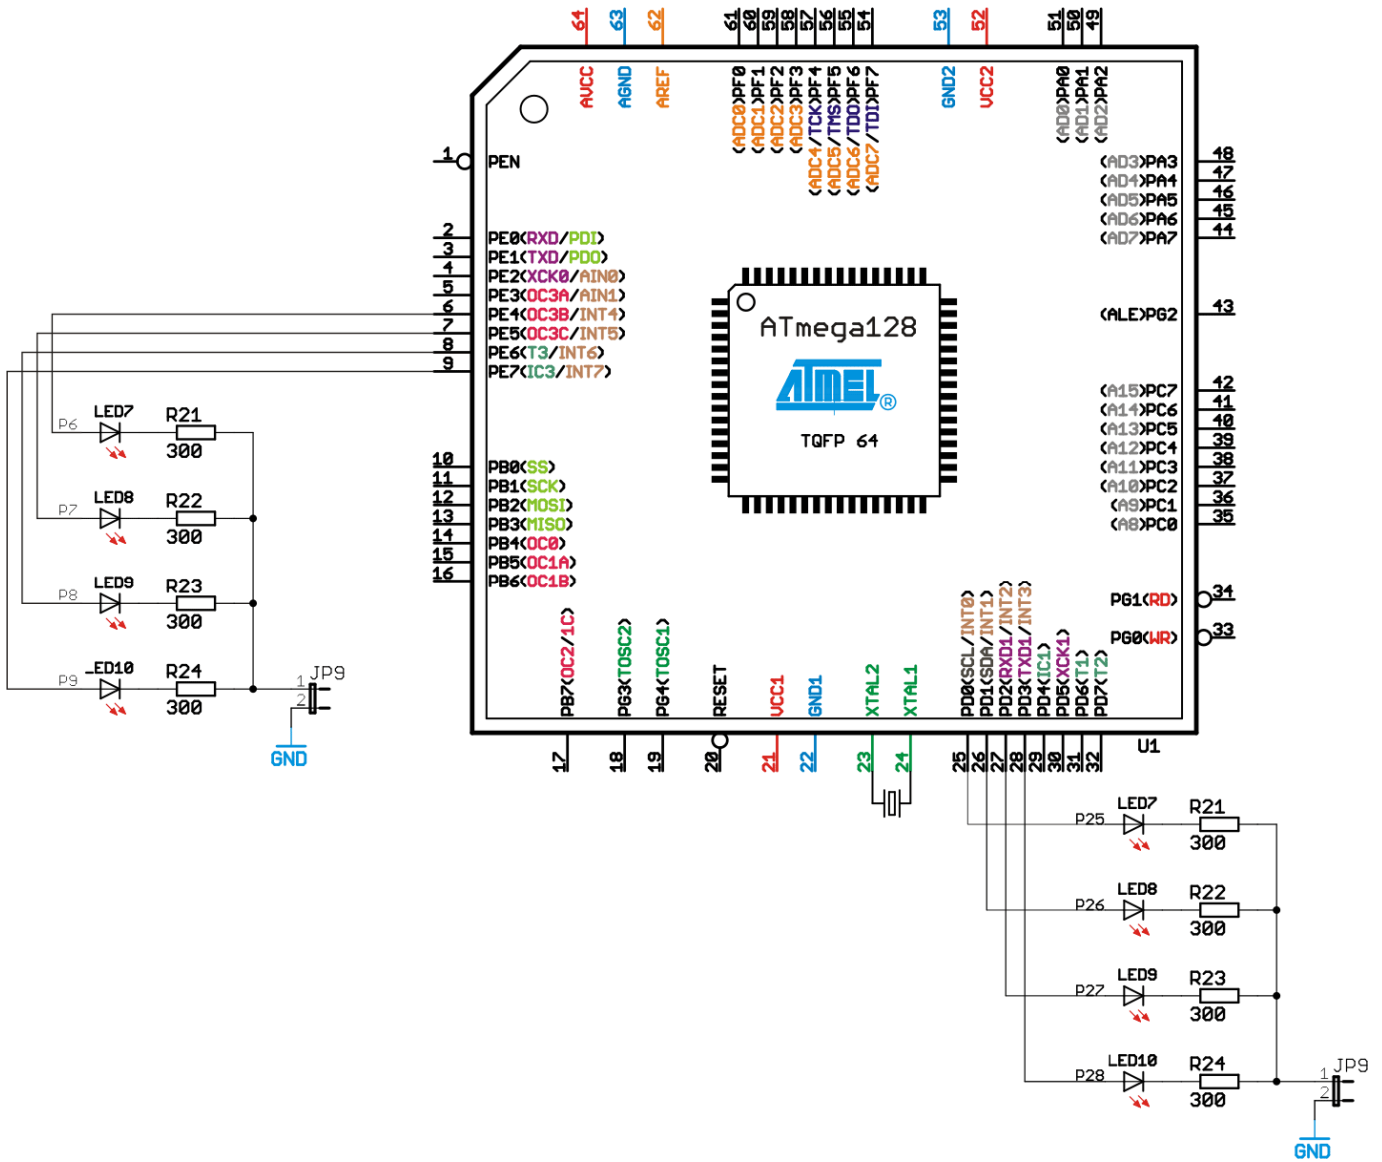 64 63 62 61 60 59 58 57 56 55 54 53 52 51 50 49
AVCC
AGND
AREF
(ADC0)PF0
(ADC1)PF1
(ADC2)PF2
(ADC3)PF3
(ADC4/TCK)PF4
(ADC5/TMS)PF5
(ADC6/TDO)PF6
(ADC7/TDI)PF7
GND2
VCC2
(AD0)PA0
(AD1)PA1
(AD2)PA2
1 PEN
2 PE0(RXD/PDI)
3 PE1(TXD/PDO)
4 PE2(XCK0/AIN0)
5 PE3(OC3A/AIN1)
6 PE4(OC3B/INT4)
7 PE5(OC3C/INT5)
8 PE6(T3/INT6)
9 PE7(IC3/INT7)
10 PB0(SS)
11 PB1(SCK)
12 PB2(MOSI)
13 PB3(MISO)
14 PB4(OC0)
15 PB5(OC1A)
16 PB6(OC1B)
(AD3)PA3 48
(AD4)PA4 47
(AD5)PA5 46
(AD6)PA6 45
(AD7)PA7 44
(ALE)PG2 43
(A15)PC7 42
(A14)PC6 41
(A13)PC5 40
(A12)PC4 39
(A11)PC3 38
(A10)PC2 37
(A9)PC1 36
(A8)PC0 35
PG1(RD) 34
PG0(WR) 33
ATmega128
ATMEL®
TQFP 64
P6 LED7 R21
300
P7 LED8 R22
300
P8 LED9 R23
300
P9 _ED10 R24
300
JP9
1
2
GND
PB7(OC2/1C)
PG3(TOSC2)
PG4(TOSC1)
RESET
VCC1
GND1
XTAL2
XTAL1
PD0(SCL/INT0)
PD1(SDA/INT1)
PD2(RXD1/INT2)
PD3(TXD1/INT3)
PD4(IC1)
PD5(XCK1)
PD6(T1)
PD7(T2)
U1
17 18 19 20 21 22 23 24 25 26 27 28 29 30 31 32
P25 LED7 R21
300
P26 LED8 R22
300
P27 LED9 R23
300
P28 LED10 R24
300
JP9
1
2
GND